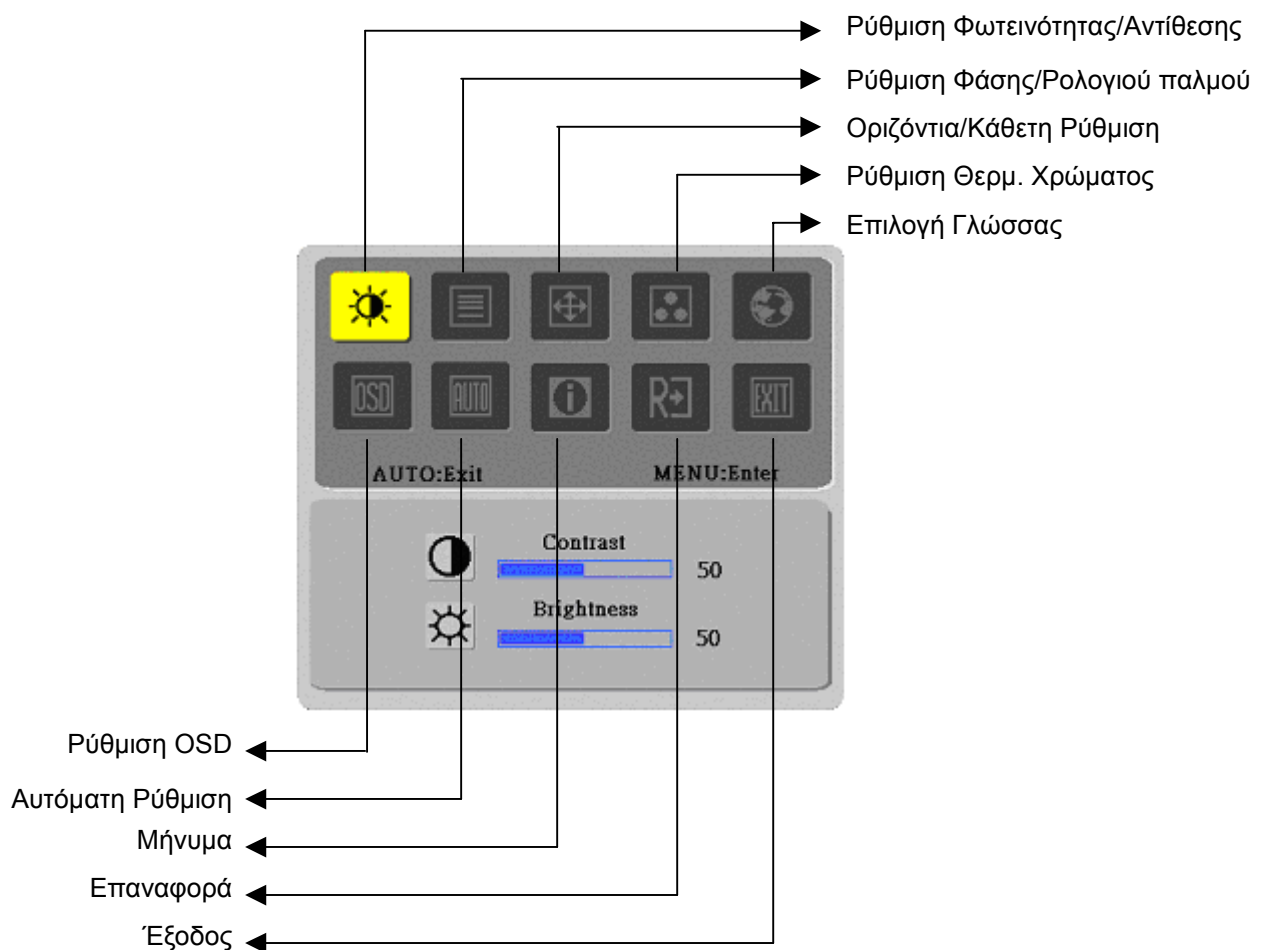 Ρύθμιση Φωτεινότητας/Αντίθεσης
Ρύθμιση Φάσης/Ρολογιού παλμού
Οριζόντια/Κάθετη Ρύθμιση
Ρύθμιση Θερμ. Χρώματος
Επιλογή Γλώσσας
OSD AUTO i R EXIT
AUTO:Exit MENU:Enter
Contrast
50
Brightness
50
Ρύθμιση OSD
Αυτόματη Ρύθμιση
Μήνυμα
Επαναφορά
Έξοδος